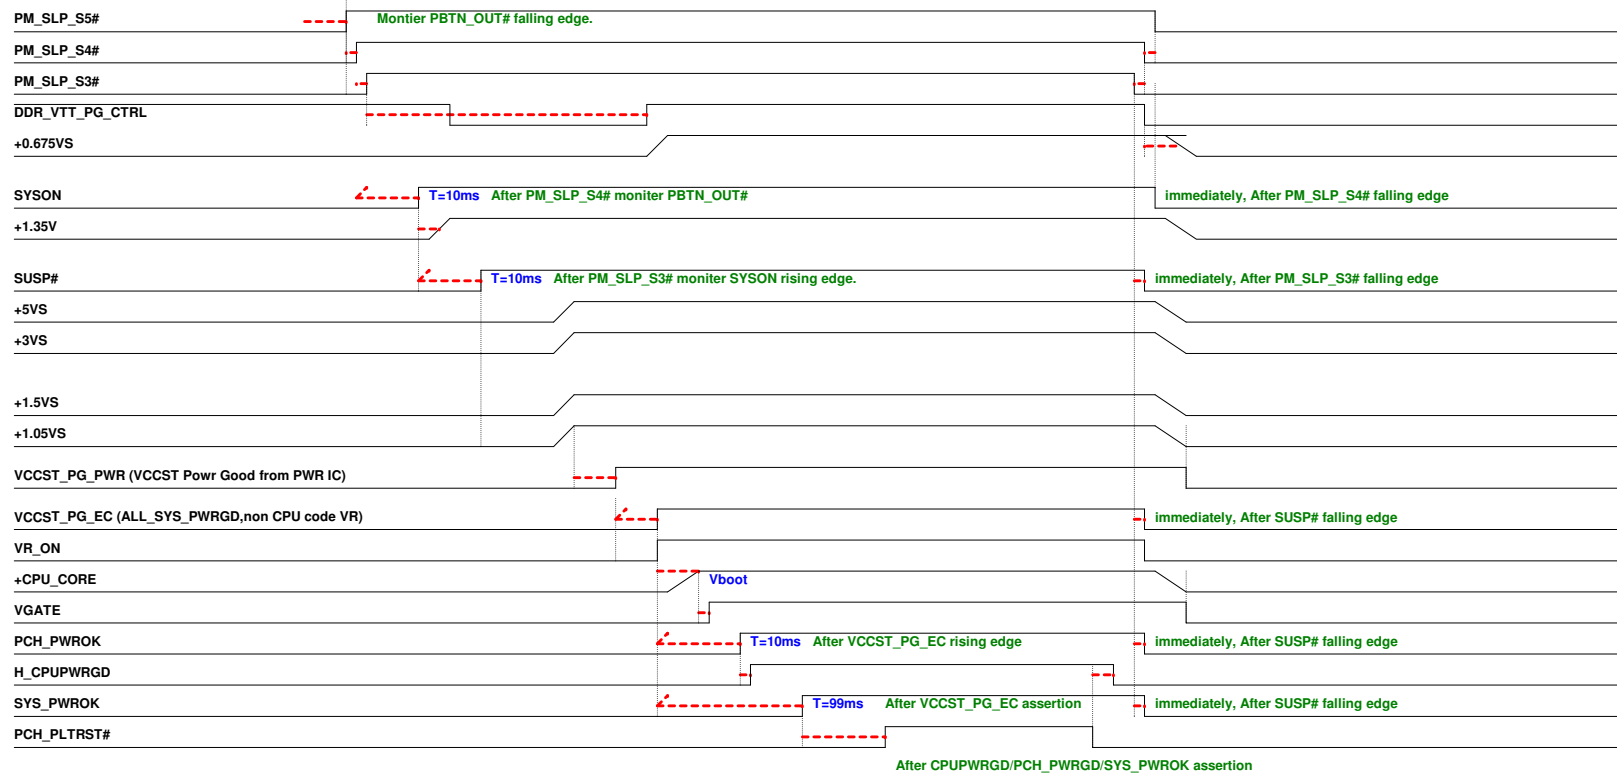 PM_SLP_S5# Montier PBTN_OUT# falling edge.
PM_SLP_S4#
PM_SLP_S3#
DDR_VTT_PG_CTRL
+0.675VS
SYSON T=10ms After PM_SLP_S4# moniter PBTN_OUT# immediately, After PM_SLP_S4# falling edge
+1.35V
SUSP# T=10ms After PM_SLP_S3# moniter SYSON rising edge. immediately, After PM_SLP_S3# falling edge
+5VS
+3VS
+1.5VS
+1.05VS
VCCST_PG_PWR (VCCST Powr Good from PWR IC)
VCCST_PG_EC (ALL_SYS_PWRGD,non CPU code VR) immediately, After SUSP# falling edge
VR_ON
+CPU_CORE Vboot
VGATE
PCH_PWROK T=10ms After VCCST_PG_EC rising edge immediately, After SUSP# falling edge
H_CPUPWRGD
SYS_PWROK T=99ms After VCCST_PG_EC assertion immediately, After SUSP# falling edge
PCH_PLTRST#
After CPUPWRGD/PCH_PWRGD/SYS_PWROK assertion